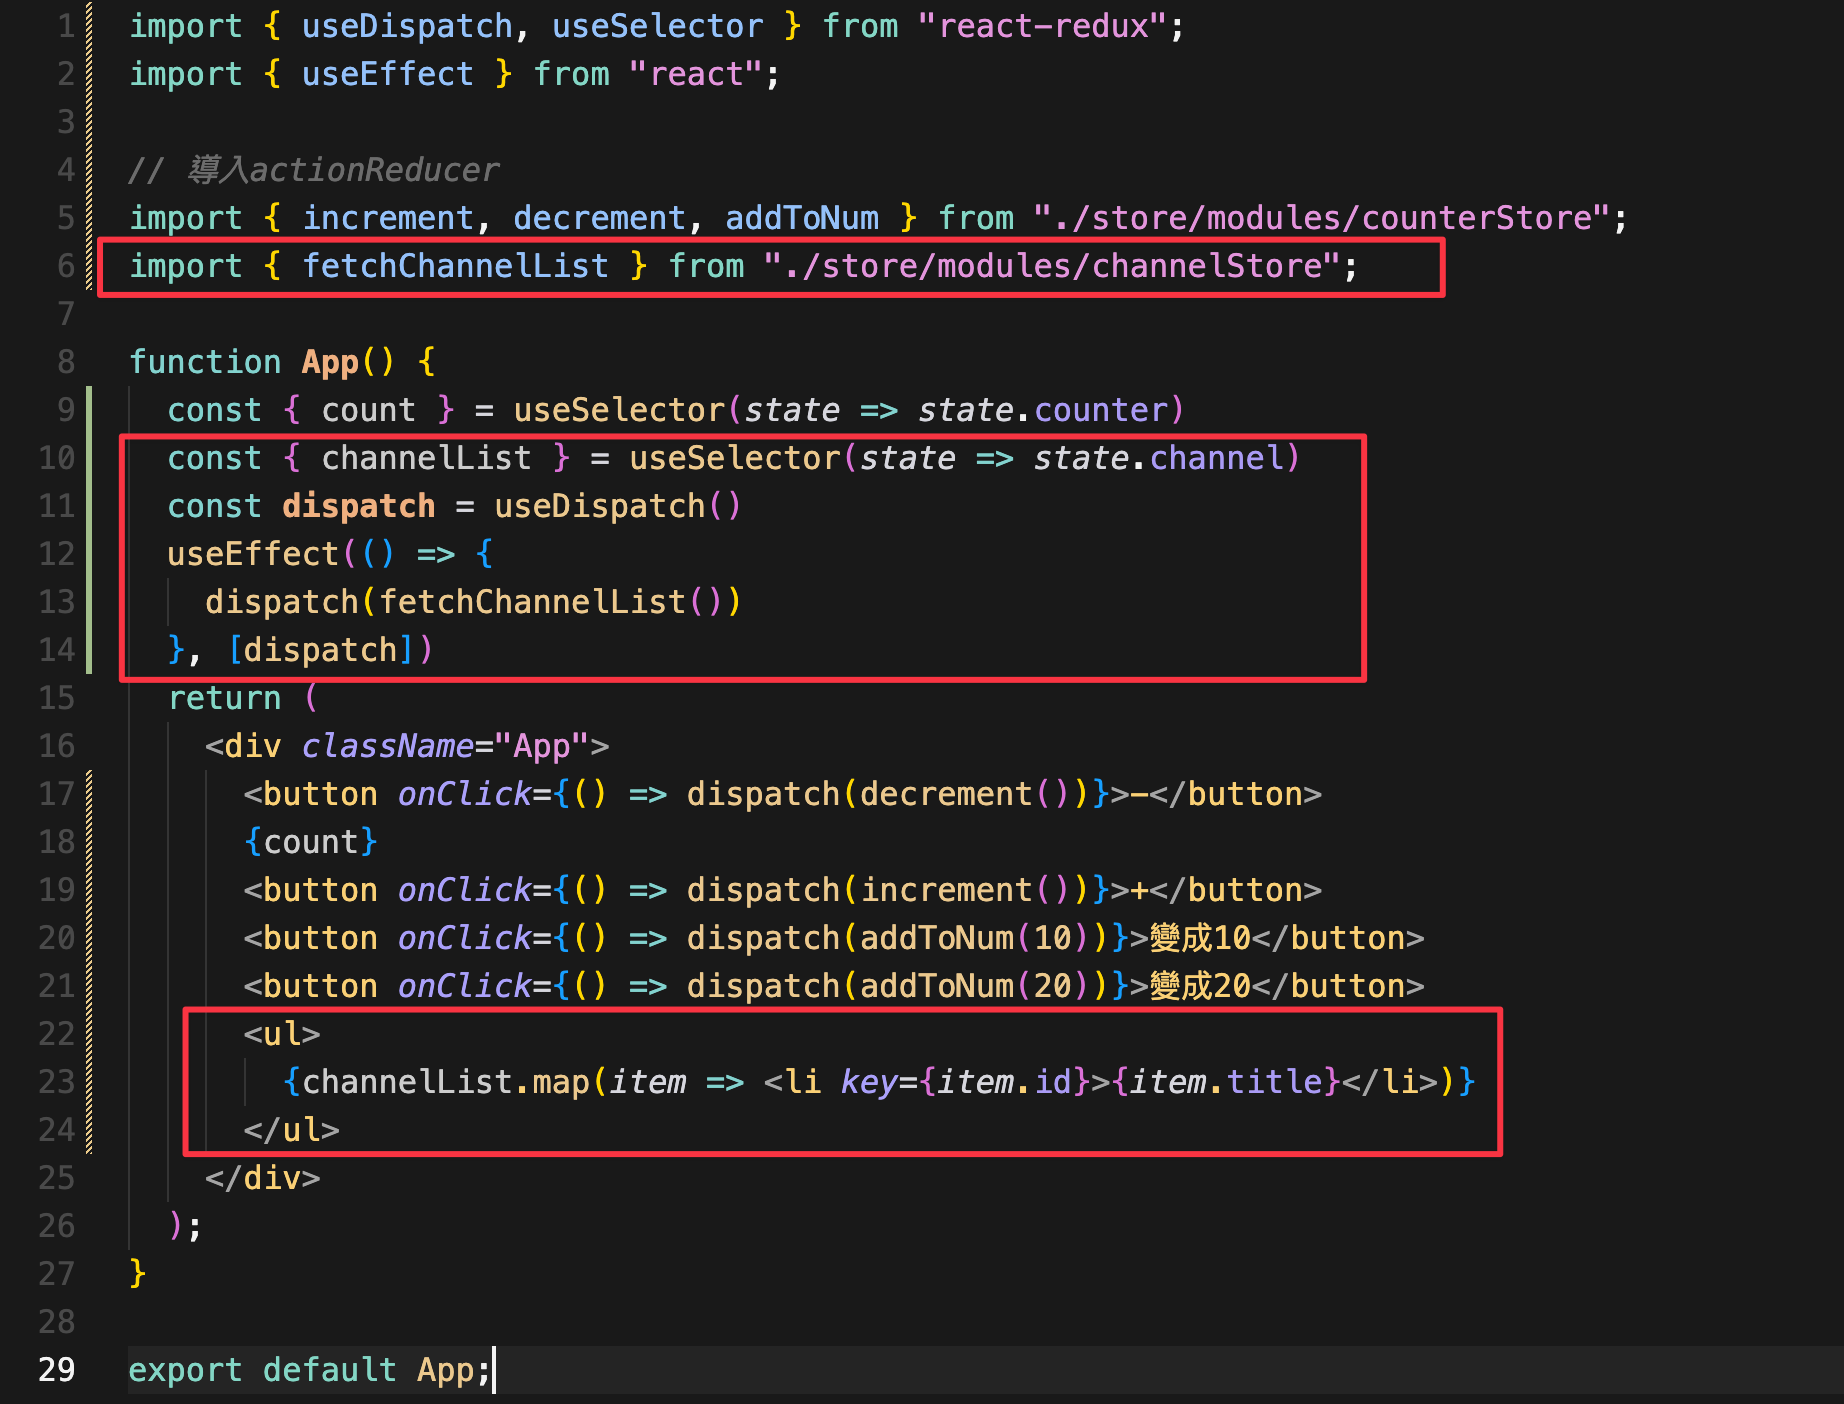 1 import { useDispatch, useSelector } from "react-redux";
2 import { useEffect } from "react";
3
4 // 導入actionReducer
5 import { increment, decrement, addToNum } from "./store/modules/counterStore";
6 import { fetchChannelList } from "./store/modules/channelStore";
7
8 function App() {
9   const { count } = useSelector(state => state.counter)
10   const { channelList } = useSelector(state => state.channel)
11   const dispatch = useDispatch()
12   useEffect(() => {
13     dispatch(fetchChannelList())
14   }, [dispatch])
15   return (
16     <div className="App">
17       <button onClick={() => dispatch(decrement())}>-</button>
18       {count}
19       <button onClick={() => dispatch(increment())}>+</button>
20       <button onClick={() => dispatch(addToNum(10))}>變成10</button>
21       <button onClick={() => dispatch(addToNum(20))}>變成20</button>
22       <ul>
23         {channelList.map(item => <li key={item.id}>{item.title}</li>)}
24       </ul>
25     </div>
26   );
27 }
28
29 export default App;